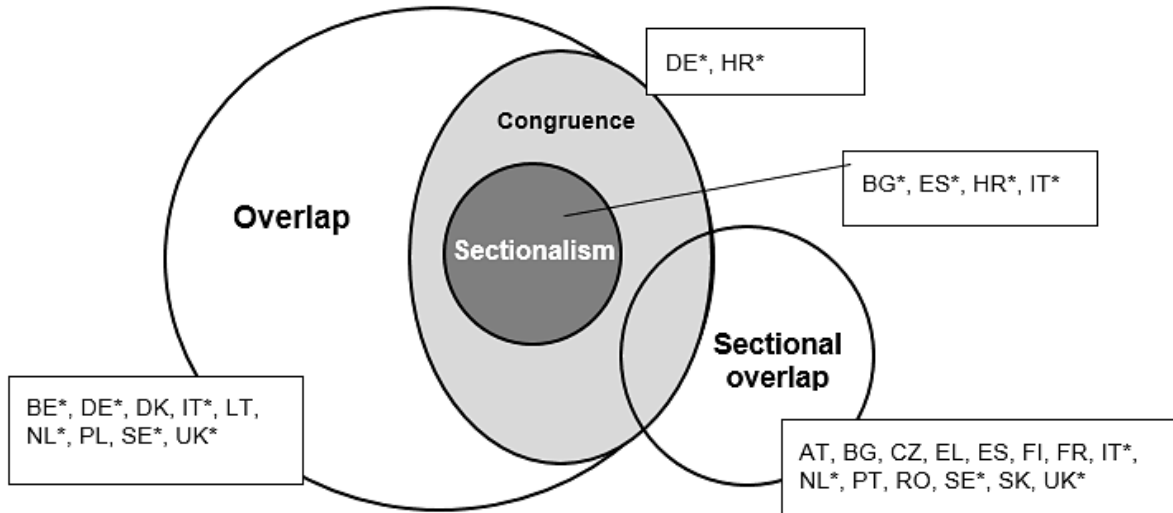 DE*, HR*
Congruence
BG*, ES*, HR*, IT*
Overlap
Sectionalism
Sectional
overlap
BE*, DE*, DK, IT*, LT,
NL*, PL, SE*, UK*
AT, BG, CZ, EL, ES, FI, FR, IT*,
NL*, PT, RO, SE*, SK, UK*